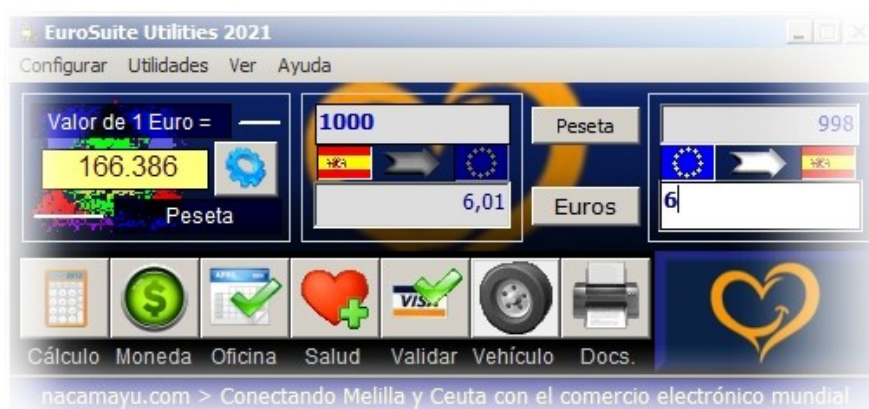 EuroSuite Utilities 2021
Configurar Utilidades Ver Ayuda
Valor de 1 Euro =
166.386
Peseta
1000
6,01
Peseta
Euros
998
6
VISA
Cálculo Moneda Oficina Salud Validar Vehículo Docs.
nacamayu.com > Conectando Melilla y Ceuta con el comercio electrónico mundial